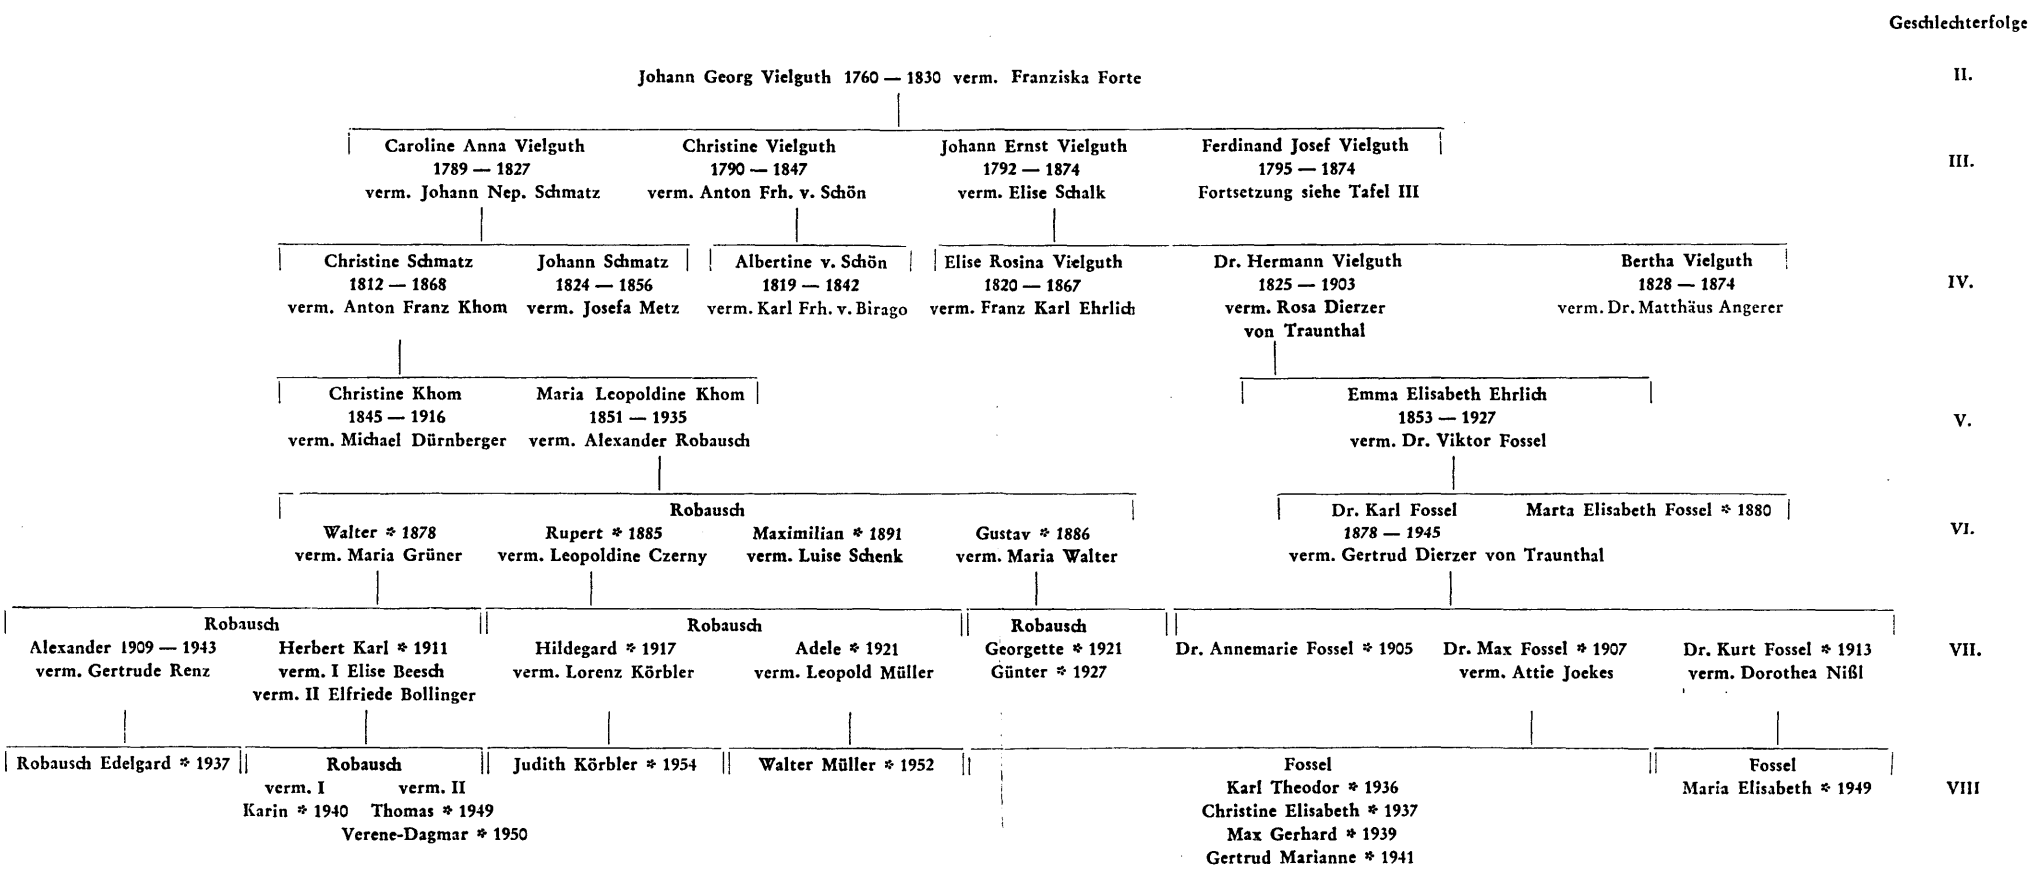 Geschlechterfolge
Johann Georg Vielguth 1760 — 1830 verm. Franziska Forte
II.
Caroline Anna Vielguth
1789 — 1827
verm. Johann Nep. Schmatz
Christine Vielguth
1790 — 1847
verm. Anton Frh. v. Schön
Johann Ernst Vielguth
1792 — 1874
verm. Elise Schalk
Ferdinand Josef Vielguth
1795 — 1874
Fortsetzung siehe Tafel III
III.
Christine Schmatz
1812 — 1868
verm. Anton Franz Khom
Johann Schmatz
1824 — 1856
verm. Josefa Metz
Albertine v. Schön
1819 — 1842
verm. Karl Frh. v. Birago
Elise Rosina Vielguth
1820 — 1867
verm. Franz Karl Ehrlich
Dr. Hermann Vielguth
1825 — 1903
verm. Rosa Dierzer
von Traunthal
Bertha Vielguth
1828 — 1874
verm. Dr. Matthäus Angerer
IV.
Christine Khom
1845 — 1916
verm. Michael Dürnberger
Maria Leopoldine Khom
1851 — 1935
verm. Alexander Robausch
Emma Elisabeth Ehrlich
1853 — 1927
verm. Dr. Viktor Fossel
V.
Robausch
Walter * 1878
verm. Maria Grüner
Rupert * 1885
verm. Leopoldine Czerny
Maximilian * 1891
verm. Luise Schenk
Gustav * 1886
verm. Maria Walter
Dr. Karl Fossel
1878 — 1945
verm. Gertrud Dierzer von Traunthal
Marta Elisabeth Fossel * 1880
VI.
Robausch
Alexander 1909 — 1943
verm. Gertrude Renz
Herbert Karl * 1911
verm. I Elise Beesch
verm. II Elfriede Bollinger
Robausch
Hildegard * 1917
verm. Lorenz Körbler
Adele * 1921
verm. Leopold Müller
Robausch
Georgette * 1921
Günter * 1927
Dr. Annemarie Fossel * 1905
Dr. Max Fossel * 1907
verm. Attie Joekes
Dr. Kurt Fossel * 1913
verm. Dorothea Nißl
VII.
Robausch Edelgard * 1937
Robausch
verm. I verm. II
Karin * 1940 Thomas * 1949
Verene-Dagmar * 1950
Judith Körbler * 1954
Walter Müller * 1952
Fossel
Karl Theodor * 1936
Christine Elisabeth * 1937
Max Gerhard * 1939
Gertrud Marianne * 1941
Fossel
Maria Elisabeth * 1949
VIII